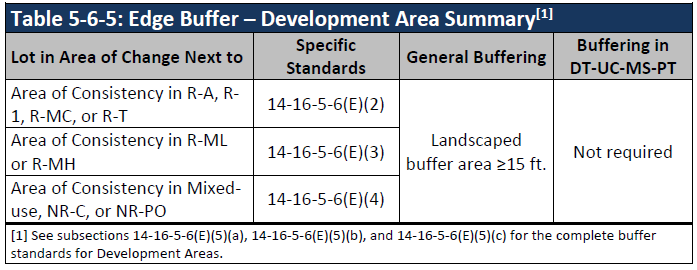 Table 5-6-5: Edge Buffer – Development Area Summary[1]
Lot in Area of Change Next to
Specific
Standards
General Buffering
Buffering in
DT-UC-MS-PT
Area of Consistency in R-A, R-
1, R-MC, or R-T
14-16-5-6(E)(2)
Area of Consistency in R-ML
or R-MH
14-16-5-6(E)(3)
Area of Consistency in Mixed-
use, NR-C, or NR-PO
14-16-5-6(E)(4)
Landscaped
buffer area ≥15 ft.
Not required
[1] See subsections 14-16-5-6(E)(5)(a), 14-16-5-6(E)(5)(b), and 14-16-5-6(E)(5)(c) for the complete buffer
standards for Development Areas.